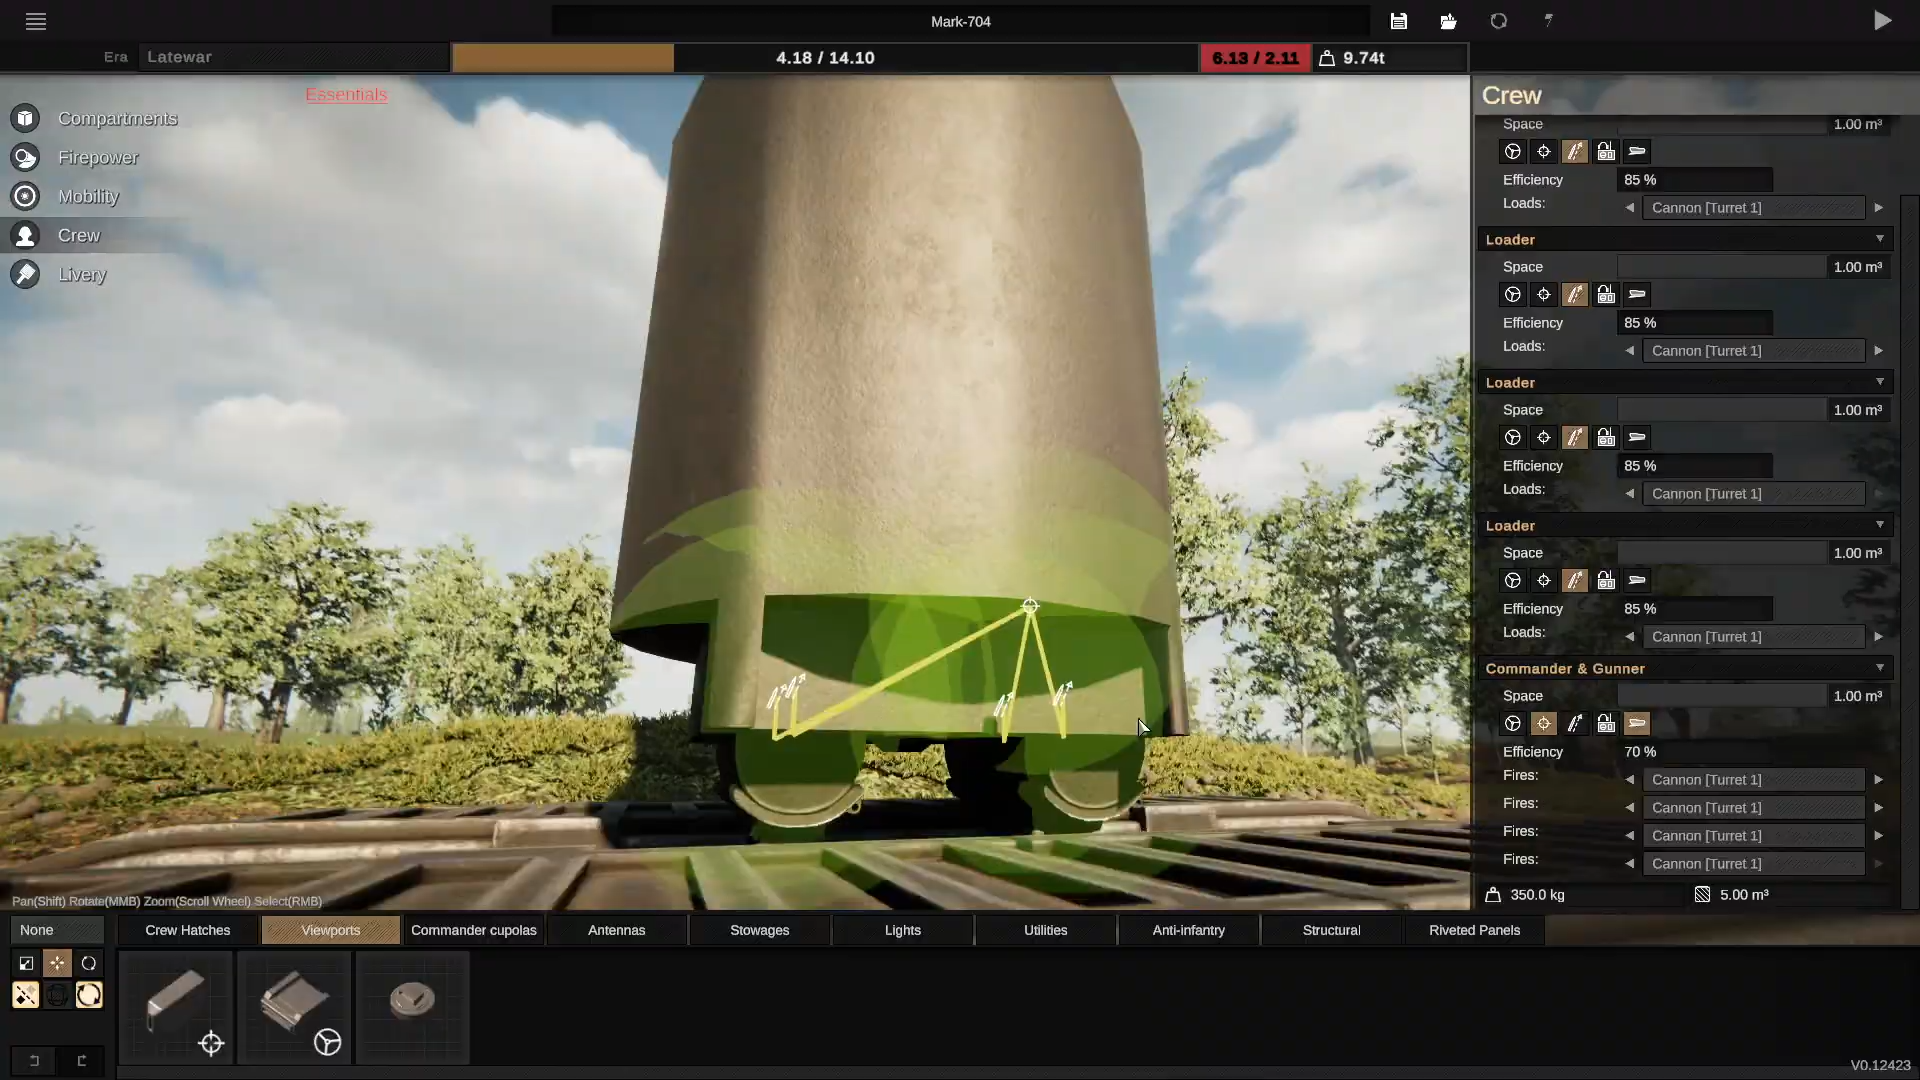 Mark-704
Era
Latewar
4.18 / 14.10
6.13 / 2.11
9.74t
Essentials
Compartments
Firepower
Mobility
Crew
Livery
Crew
Space
1.00 m³
Efficiency
85 %
Loads:
Cannon [Turret 1]
Loader
Space
1.00 m³
Efficiency
85 %
Loads:
Cannon [Turret 1]
Loader
Space
1.00 m³
Efficiency
85 %
Loads:
Cannon [Turret 1]
Loader
Space
1.00 m³
Efficiency
85 %
Loads:
Cannon [Turret 1]
Commander & Gunner
Space
1.00 m³
Efficiency
70 %
Fires:
Cannon [Turret 1]
Fires:
Cannon [Turret 1]
Fires:
Cannon [Turret 1]
Fires:
Cannon [Turret 1]
350.0 kg
5.00 m³
Pan(Shift) Rotate(MMB) Zoom(Scroll Wheel) Select(RMB)
None
Crew Hatches
Viewports
Commander cupolas
Antennas
Stowages
Lights
Utilities
Anti-infantry
Structural
Riveted Panels
V0.12423